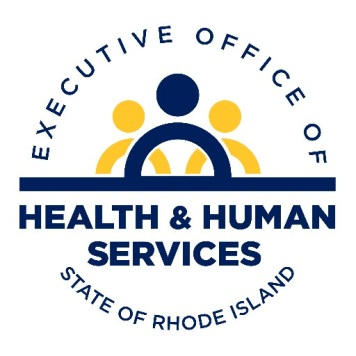 EXECUTIVE OFFICE OF
HEALTH & HUMAN
SERVICES
STATE OF RHODE ISLAND